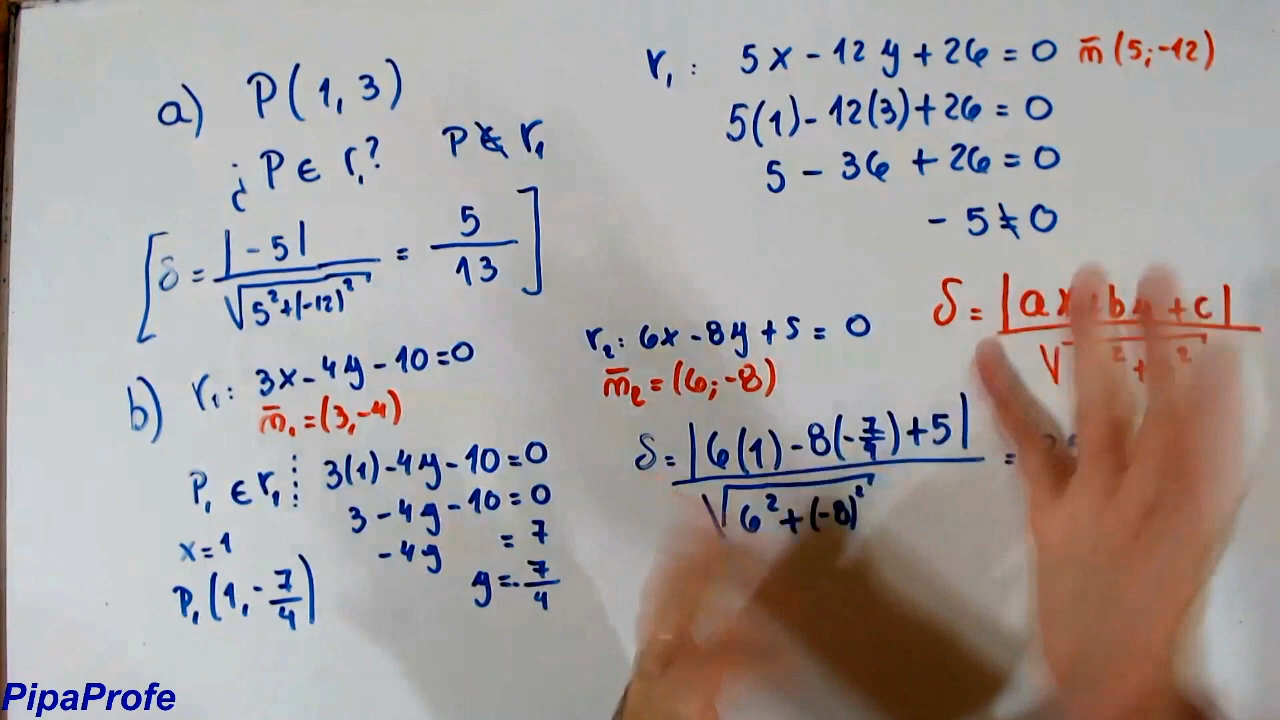 a) P(1,3)
¿P∈ r₁? P∉ r₁
[δ = |-5| / √(5²+(-12)²) = 5/13]
r₁: 5x - 12y + 26 = 0 n̄(5;-12)
5(1) - 12(3) + 26 = 0
5 - 36 + 26 = 0
- 5 ≠ 0
δ = |ax+by+c|
√
b) r₁: 3x - 4y - 10 = 0
n̄₁ = (3,-4)
P₁ ∈ r₁ ⋮ 3(1) - 4y - 10 = 0
3 - 4y - 10 = 0
x = 1
-4y = 7
P₁(1, -7/4)
y = -7/4
r₂: 6x - 8y + 5 = 0
n̄₂ = (6;-8)
δ = |6(1) - 8(-7/4) + 5| / √(6²+(-8)²) =
PipaProfe